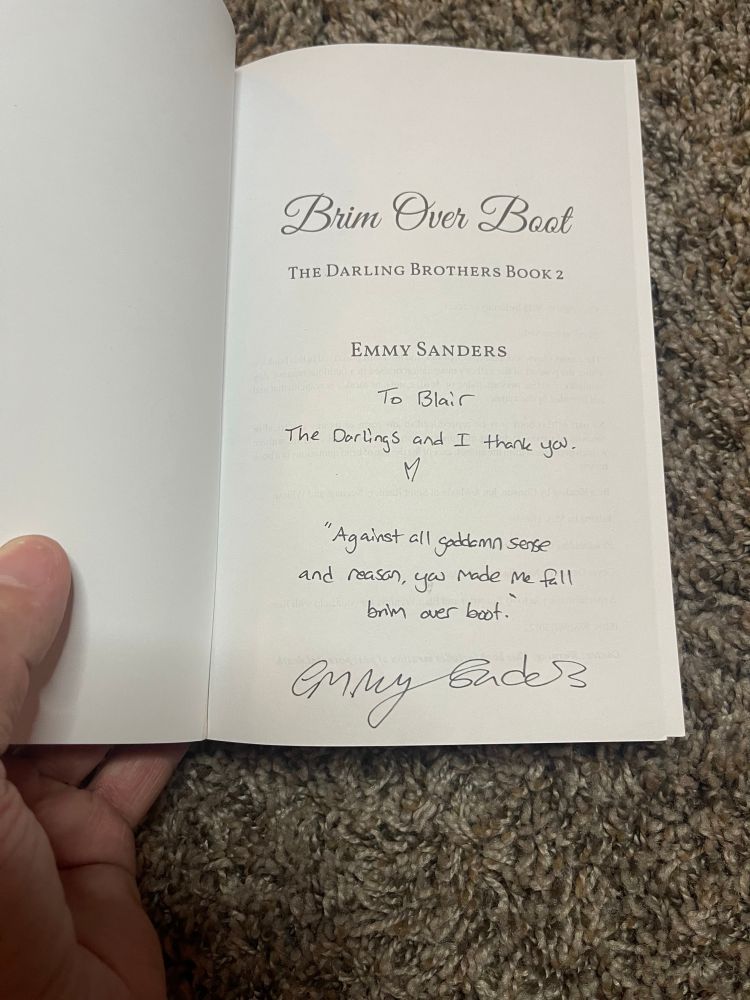 Brim Over Boot
The Darling Brothers Book 2
Emmy Sanders
To Blair
The Darlings and I thank you.
"Against all goddamn sense
and reason, you made me fall
brim over boot."
Emmy Sanders